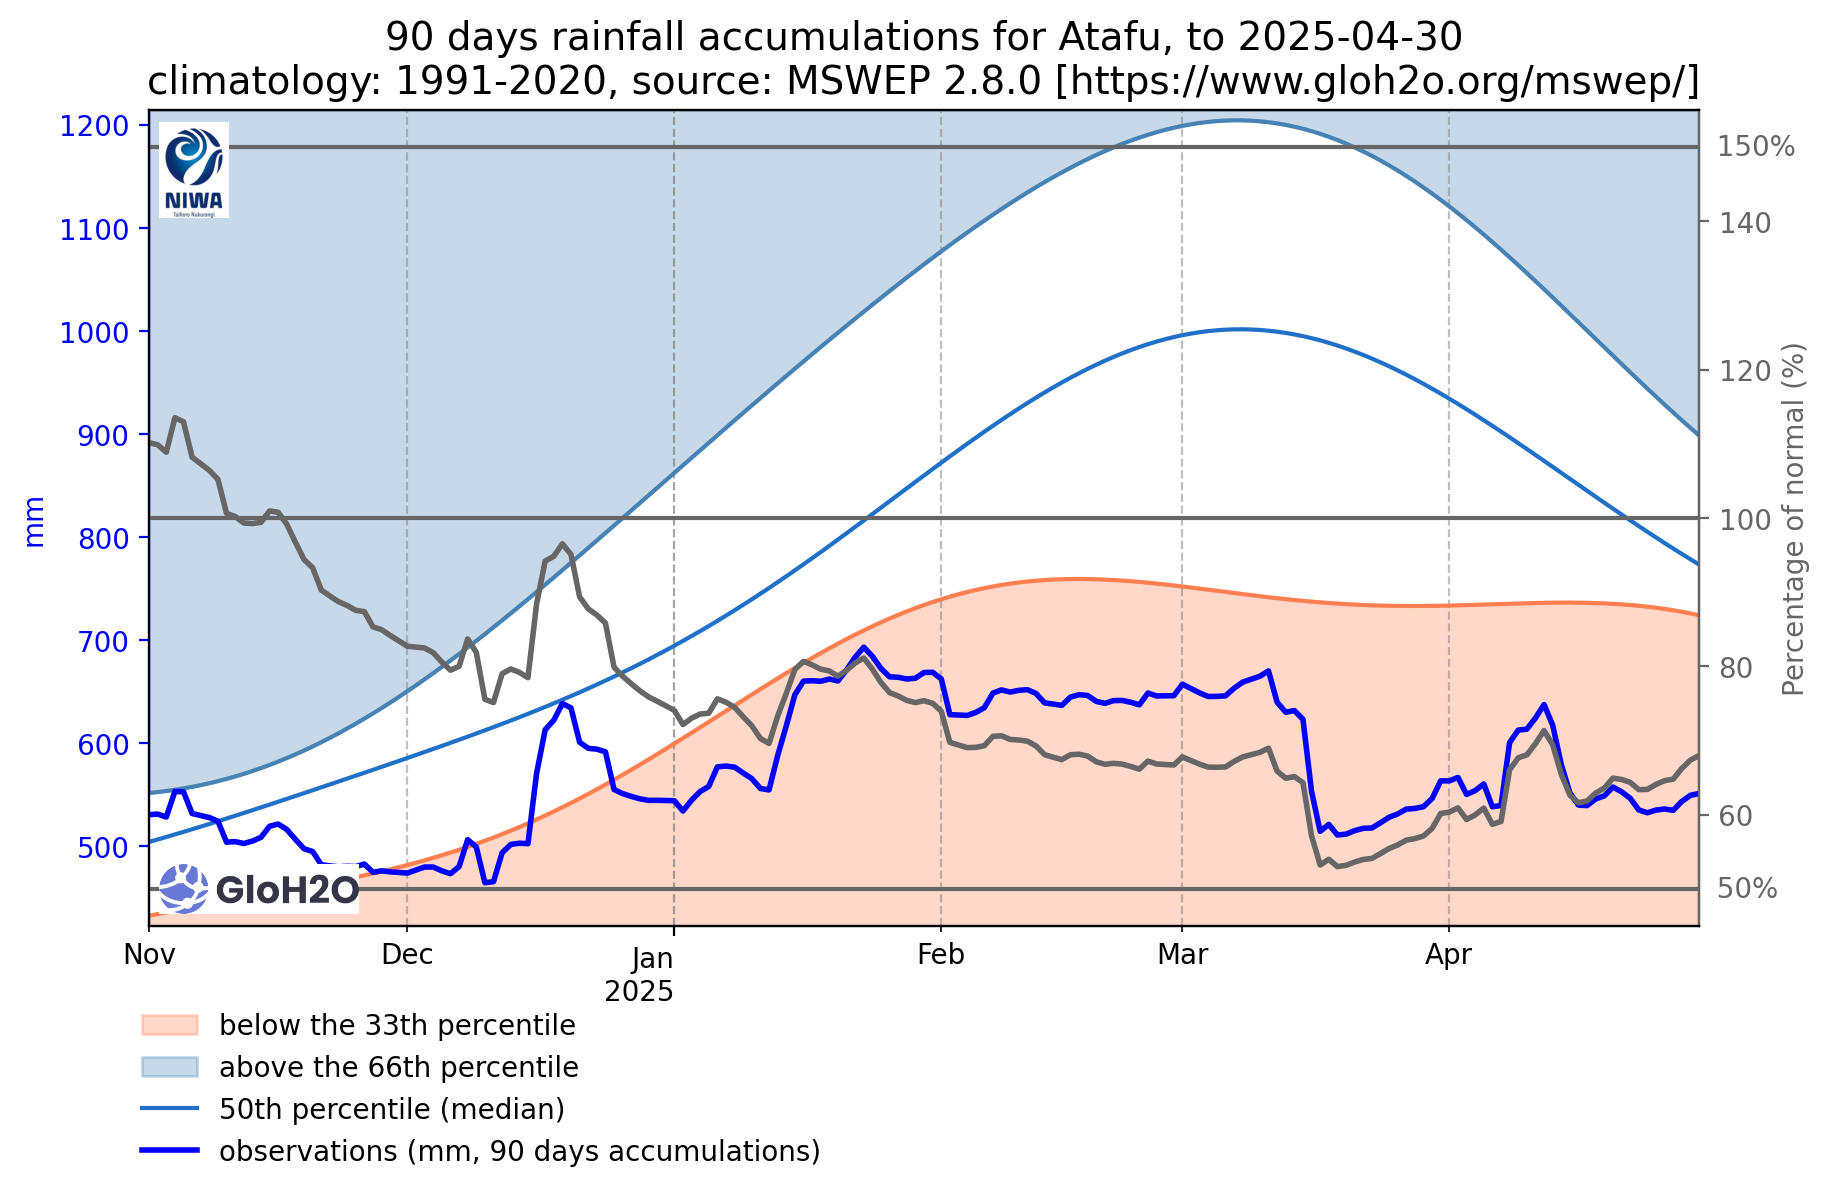 90 days rainfall accumulations for Atafu, to 2025-04-30
climatology: 1991-2020, source: MSWEP 2.8.0 [https://www.gloh2o.org/mswep/]
1200
1100
1000
900
800
700
600
500
mm
NIWA
Taihoro Nukurangi
GloH2O
150%
140
120
100
80
60
50%
Percentage of normal (%)
Nov
Dec
Jan
2025
Feb
Mar
Apr
below the 33th percentile
above the 66th percentile
50th percentile (median)
observations (mm, 90 days accumulations)